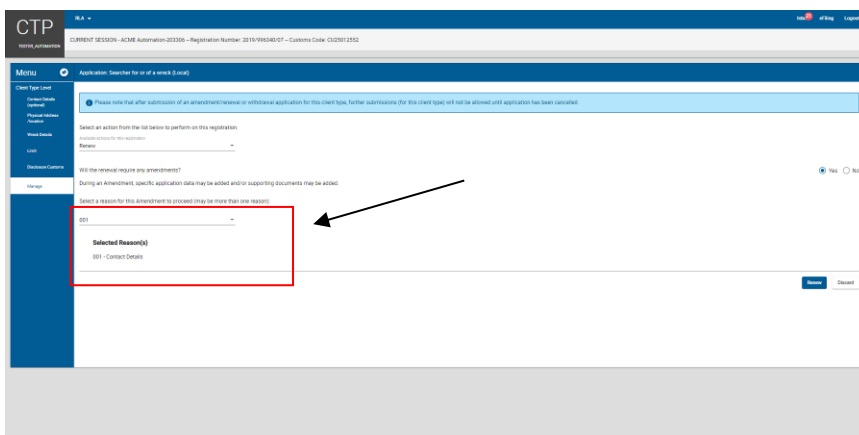 CTP
TESTER_AUTOMATION
RLA
Inbox 21 eFiling Logout
CURRENT SESSION - ACME Automation-203306 – Registration Number: 2019/996340/07 – Customs Code: CU25012552
Menu
Application: Searcher for or of a wreck (Local)
Client Type Level
Contact Details
(optional)
Physical Address
/location
Wreck Details
Disclosure Customs
Manage
Please note that after submission of an amendment/renewal or withdrawal application for this client type, further submissions (for this client type) will not be allowed until application has been cancelled
Select an action from the list below to perform on this registration.
Available actions for this registration
Renew
Will the renewal require any amendments?
Yes No
During an Amendment, specific application data may be added and/or supporting documents may be added.
Select a reason for this Amendment to proceed (may be more than one reason)
001
Selected Reason(s)
001 - Contact Details
Renew Discard